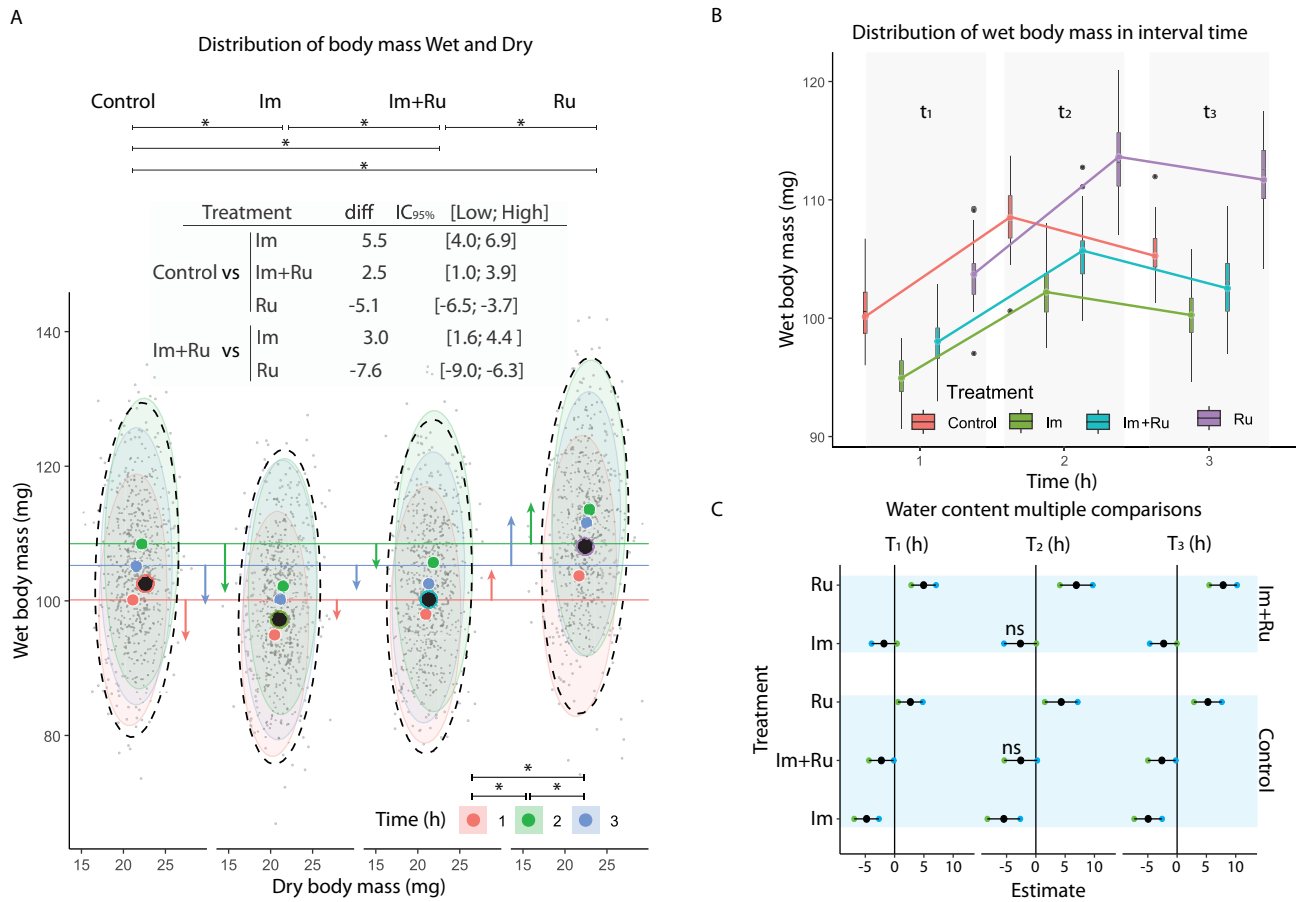 A
Distribution of body mass Wet and Dry
Control Im Im+Ru Ru
* * *
*
*
Treatment diff IC95% [Low; High]
Im 5.5 [4.0; 6.9]
Control vs Im+Ru 2.5 [1.0; 3.9]
Ru -5.1 [-6.5; -3.7]
Im 3.0 [1.6; 4.4 ]
Im+Ru vs
Ru -7.6 [-9.0; -6.3]
Wet body mass (mg)
140
120
100
80
*
* *
Time (h) 1 2 3
15 20 25 15 20 25 15 20 25 15 20 25
Dry body mass (mg)
B
Distribution of wet body mass in interval time
t1 t2 t3
Wet body mass (mg)
120
110
100
90
Treatment
Control Im Im+Ru Ru
1 2 3
Time (h)
C
Water content multiple comparisons
T1 (h) T2 (h) T3 (h)
Treatment
Ru
Im ns
Im+Ru
Ru
Im+Ru ns
Im
Control
-5 0 5 10 -5 0 5 10 -5 0 5 10
Estimate